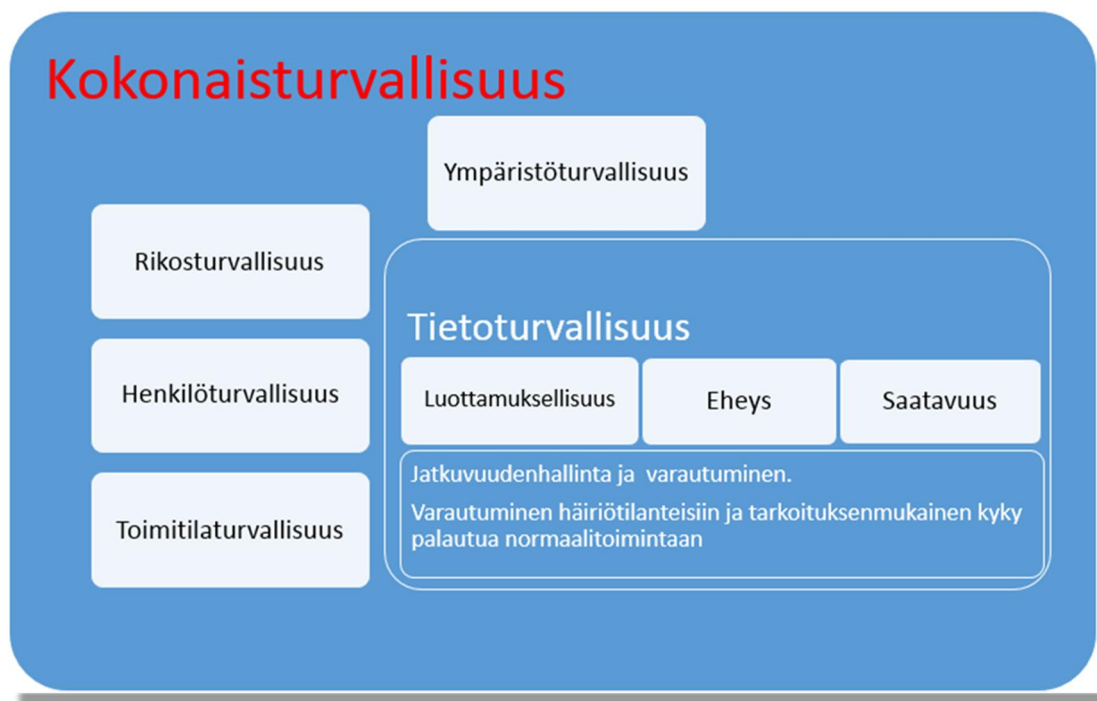 Kokonaisturvallisuus
Ympäristöturvallisuus
Rikosturvallisuus
Henkilöturvallisuus
Toimitilaturvallisuus
Tietoturvallisuus
Luottamuksellisuus
Eheys
Saatavuus
Jatkuvuudenhallinta ja varautuminen.
Varautuminen häiriötilanteisiin ja tarkoituksenmukainen kyky
palautua normaalitoimintaan